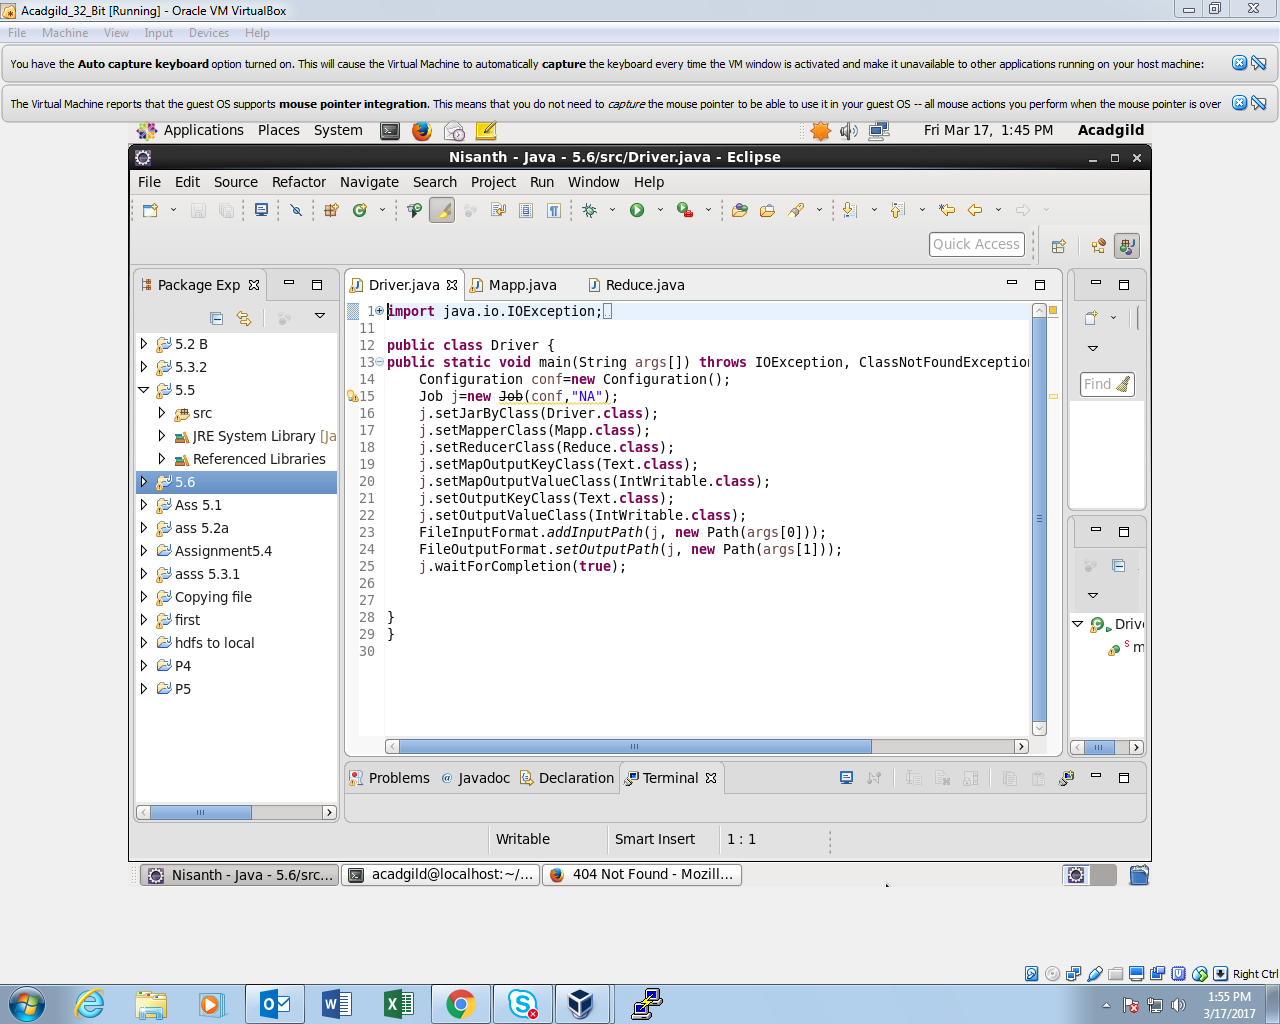 Acadgild_32_Bit [Running] - Oracle VM VirtualBox
File Machine View Input Devices Help
You have the Auto capture keyboard option turned on. This will cause the Virtual Machine to automatically capture the keyboard every time the VM window is activated and make it unavailable to other applications running on your host machine:
The Virtual Machine reports that the guest OS supports mouse pointer integration. This means that you do not need to capture the mouse pointer to be able to use it in your guest OS -- all mouse actions you perform when the mouse pointer is over
Applications Places System Fri Mar 17, 1:45 PM Acadgild
Nisanth - Java - 5.6/src/Driver.java - Eclipse
File Edit Source Refactor Navigate Search Project Run Window Help
Quick Access
Package Exp
5.2 B
5.3.2
5.5
src
JRE System Library [Ja
Referenced Libraries
5.6
Ass 5.1
ass 5.2a
Assignment5.4
asss 5.3.1
Copying file
first
hdfs to local
P4
P5
Driver.java Mapp.java Reduce.java
1 import java.io.IOException;
11
12 public class Driver {
13 public static void main(String args[]) throws IOException, ClassNotFoundException
14 Configuration conf=new Configuration();
15 Job j=new Job(conf,"NA");
16 j.setJarByClass(Driver.class);
17 j.setMapperClass(Mapp.class);
18 j.setReducerClass(Reduce.class);
19 j.setMapOutputKeyClass(Text.class);
20 j.setMapOutputValueClass(IntWritable.class);
21 j.setOutputKeyClass(Text.class);
22 j.setOutputValueClass(IntWritable.class);
23 FileInputFormat.addInputPath(j, new Path(args[0]));
24 FileOutputFormat.setOutputPath(j, new Path(args[1]));
25 j.waitForCompletion(true);
26
27
28 }
29 }
30
Find
Drive
m
Problems Javadoc Declaration Terminal
Writable Smart Insert 1 : 1
Nisanth - Java - 5.6/src... acadgild@localhost:~/... 404 Not Found - Mozill...
Right Ctrl
1:55 PM
3/17/2017